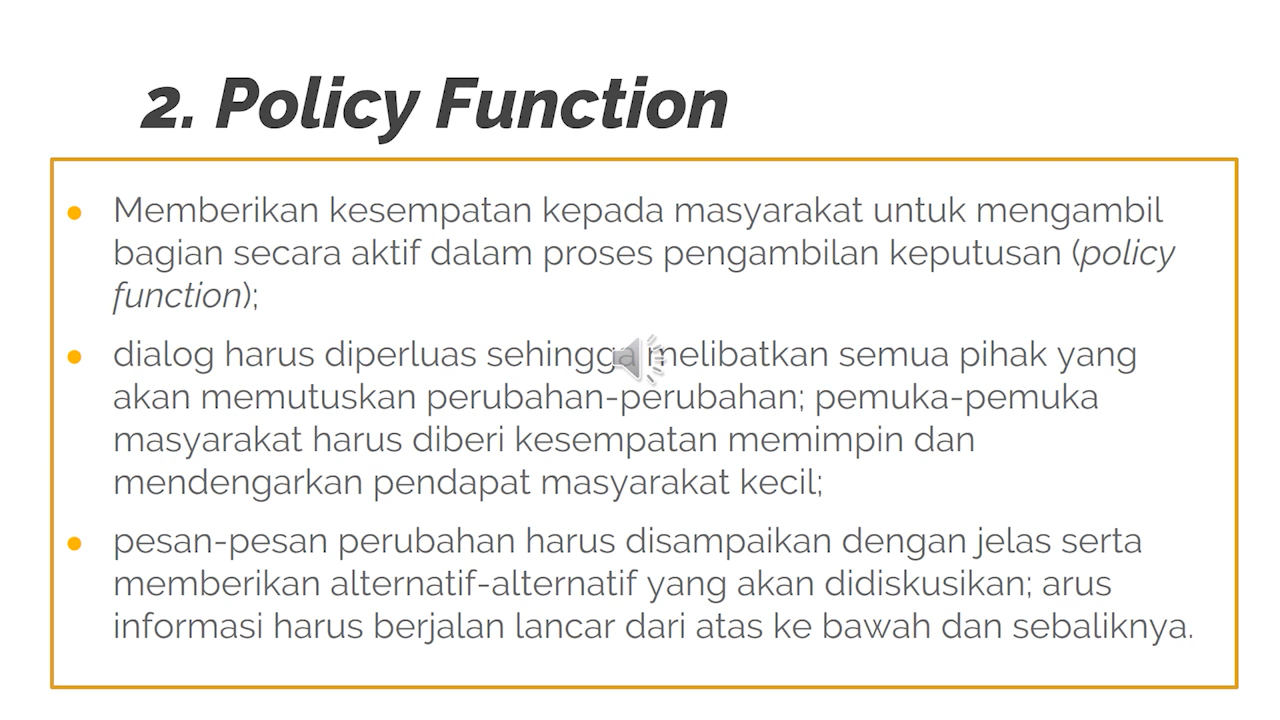 2. Policy Function
Memberikan kesempatan kepada masyarakat untuk mengambil
bagian secara aktif dalam proses pengambilan keputusan (policy
function);
dialog harus diperluas sehingga melibatkan semua pihak yang
akan memutuskan perubahan-perubahan; pemuka-pemuka
masyarakat harus diberi kesempatan memimpin dan
mendengarkan pendapat masyarakat kecil;
pesan-pesan perubahan harus disampaikan dengan jelas serta
memberikan alternatif-alternatif yang akan didiskusikan; arus
informasi harus berjalan lancar dari atas ke bawah dan sebaliknya.